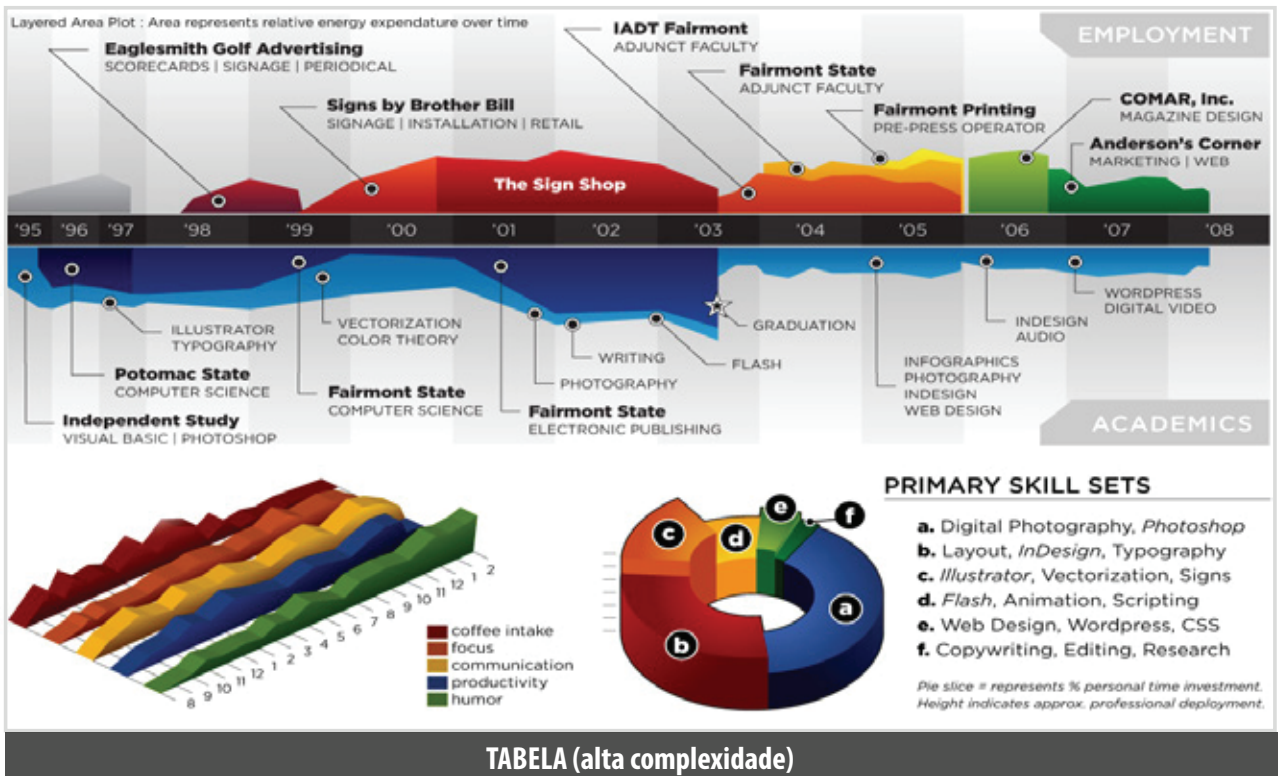 Layered Area Plot : Area represents relative energy expendature over time
EMPLOYMENT
Eaglesmith Golf Advertising
SCORECARDS | SIGNAGE | PERIODICAL
Signs by Brother Bill
SIGNAGE | INSTALLATION | RETAIL
IADT Fairmont
ADJUNCT FACULTY
Fairmont State
ADJUNCT FACULTY
Fairmont Printing
PRE-PRESS OPERATOR
COMAR, Inc.
MAGAZINE DESIGN
Anderson's Corner
MARKETING | WEB
The Sign Shop
'95 '96 '97 '98 '99 '00 '01 '02 '03 '04 '05 '06 '07 '08
ILLUSTRATOR
TYPOGRAPHY
Potomac State
COMPUTER SCIENCE
Independent Study
VISUAL BASIC | PHOTOSHOP
VECTORIZATION
COLOR THEORY
Fairmont State
COMPUTER SCIENCE
WRITING
PHOTOGRAPHY
Fairmont State
ELECTRONIC PUBLISHING
FLASH
GRADUATION
INFOGRAPHICS
PHOTOGRAPHY
INDESIGN
WEB DESIGN
INDESIGN
AUDIO
WORDPRESS
DIGITAL VIDEO
ACADEMICS
8 9 10 11 12 1 2 3 4 5 6 7 8 9 10 11 12 1 2
coffee intake
focus
communication
productivity
humor
a
b
c
d
e
f
PRIMARY SKILL SETS
a. Digital Photography, Photoshop
b. Layout, InDesign, Typography
c. Illustrator, Vectorization, Signs
d. Flash, Animation, Scripting
e. Web Design, Wordpress, CSS
f. Copywriting, Editing, Research
Pie slice = represents % personal time investment.
Height indicates approx. professional deployment.
TABELA (alta complexidade)